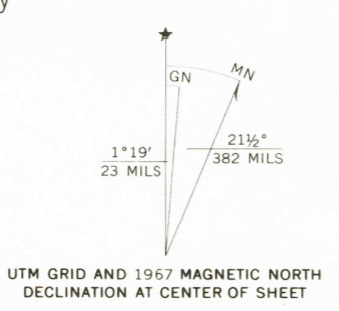 y
GN
MN
1°19'
23 MILS
21½°
382 MILS
UTM GRID AND 1967 MAGNETIC NORTH
DECLINATION AT CENTER OF SHEET